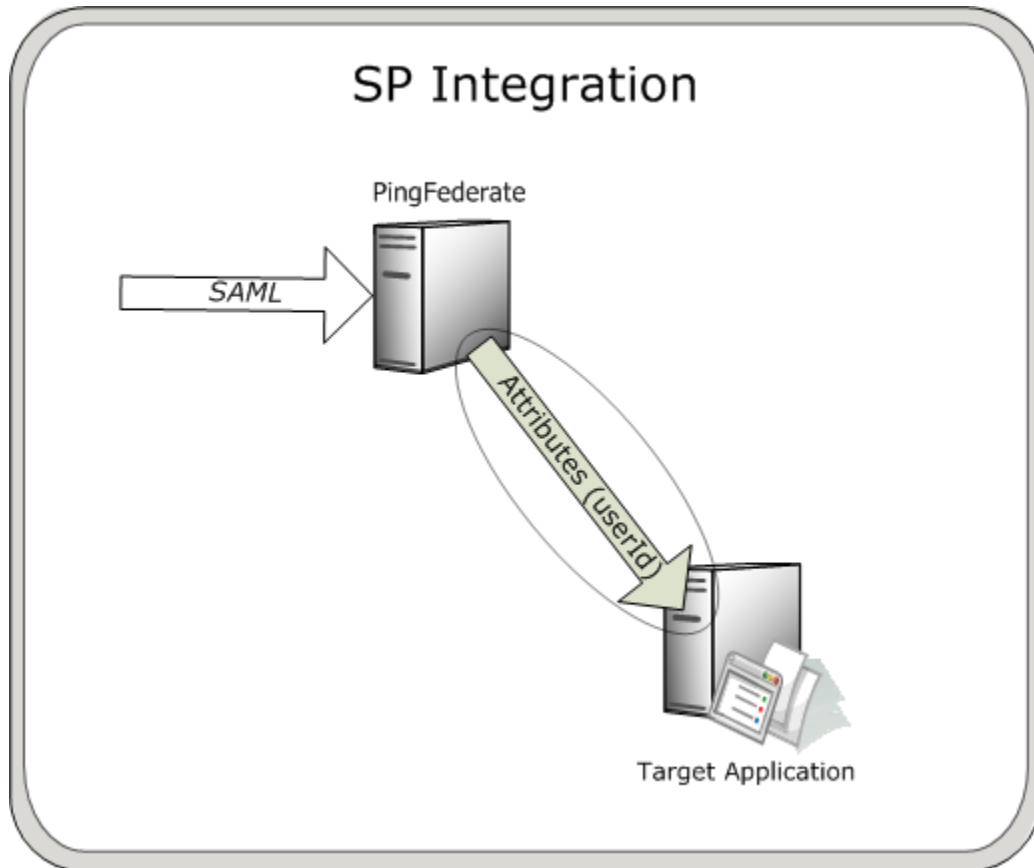 SP Integration
PingFederate
SAML
Attributes (userId)
Target Application